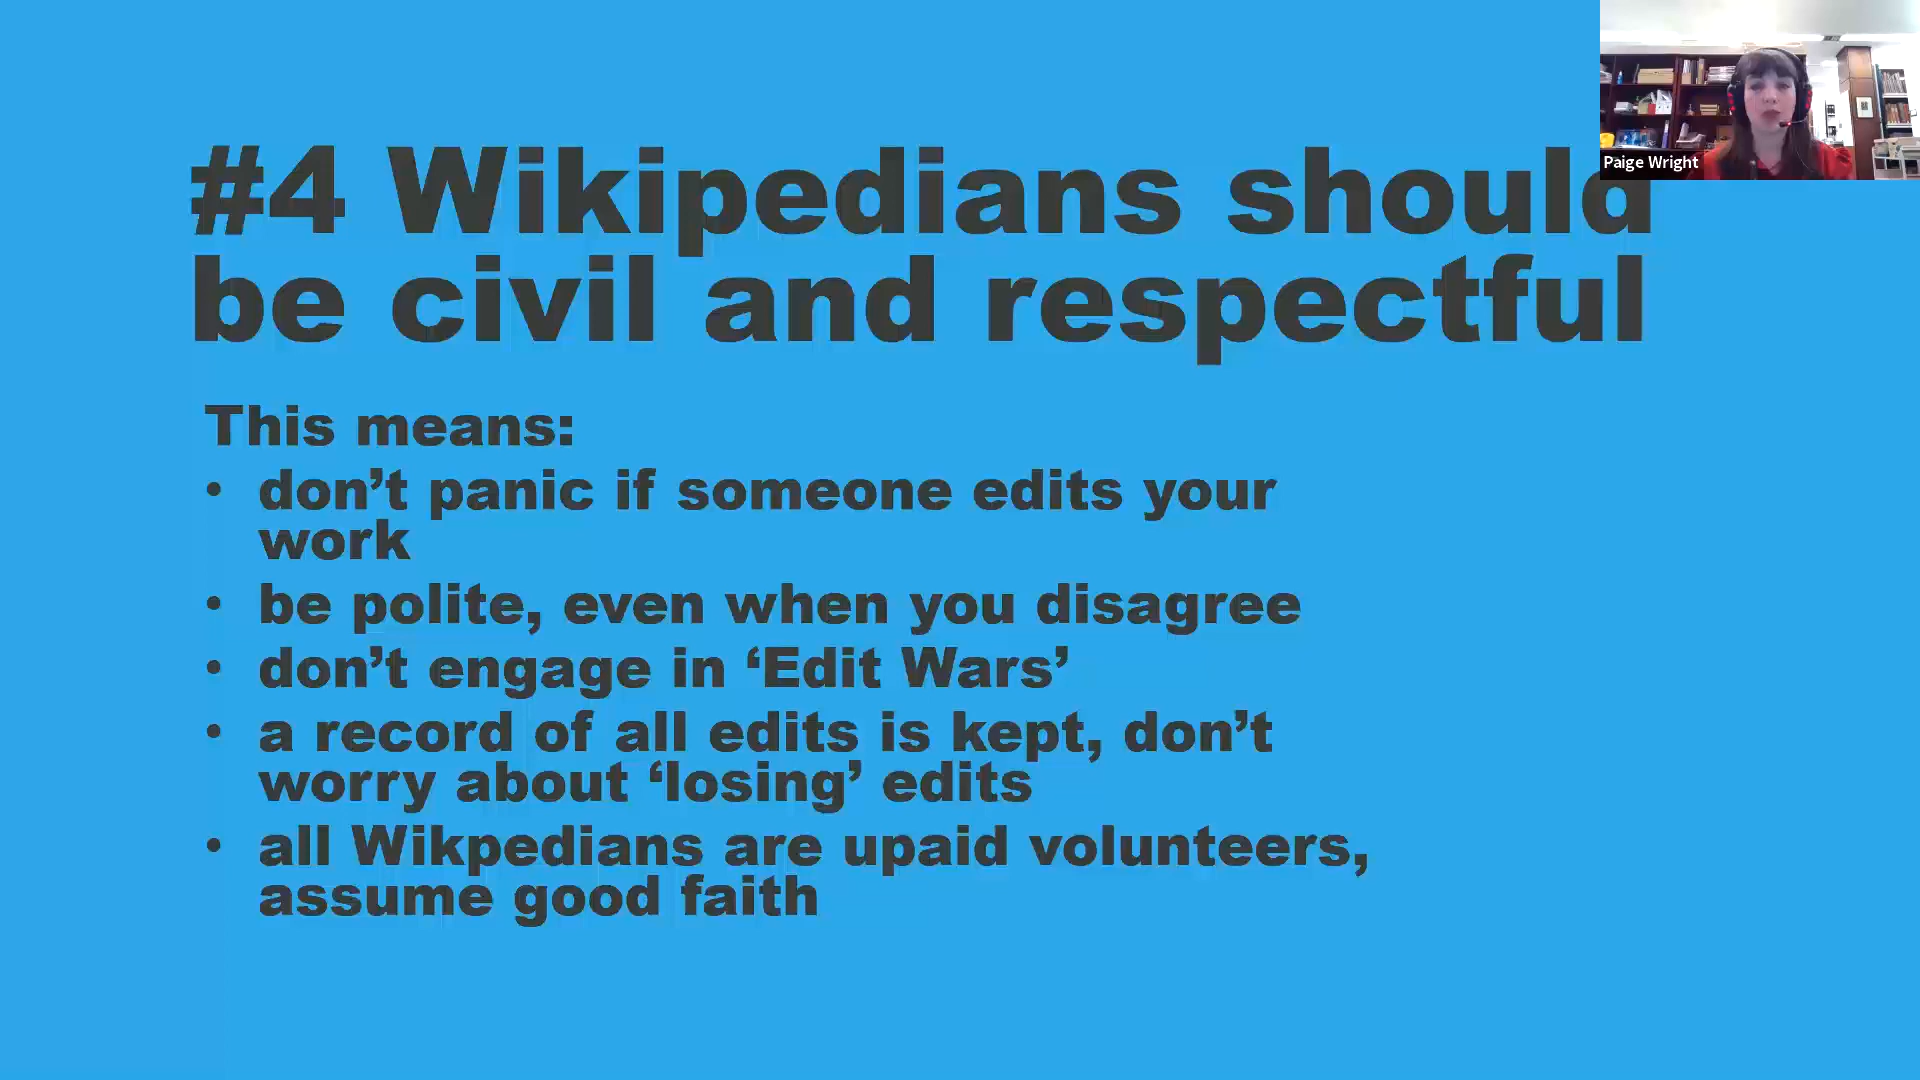 #4 Wikipedians should
be civil and respectful
Paige Wright
This means:
• don’t panic if someone edits your
work
• be polite, even when you disagree
• don’t engage in ‘Edit Wars’
• a record of all edits is kept, don’t
worry about ‘losing’ edits
• all Wikpedians are upaid volunteers,
assume good faith